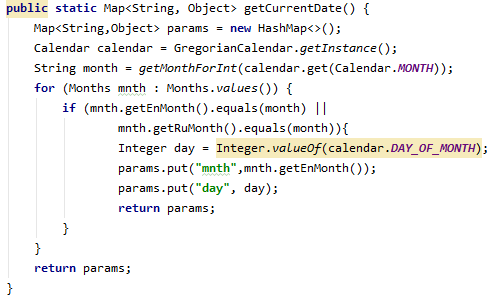 public static Map<String, Object> getCurrentDate() {
Map<String,Object> params = new HashMap<>();
Calendar calendar = GregorianCalendar.getInstance();
String month = getMonthForInt(calendar.get(Calendar.MONTH));
for (Months mnth : Months.values()) {
if (mnth.getEnMonth().equals(month) ||
mnth.getRuMonth().equals(month)){
Integer day = Integer.valueOf(calendar.DAY_OF_MONTH);
params.put("mnth",mnth.getEnMonth());
params.put("day", day);
return params;
}
}
return params;
}